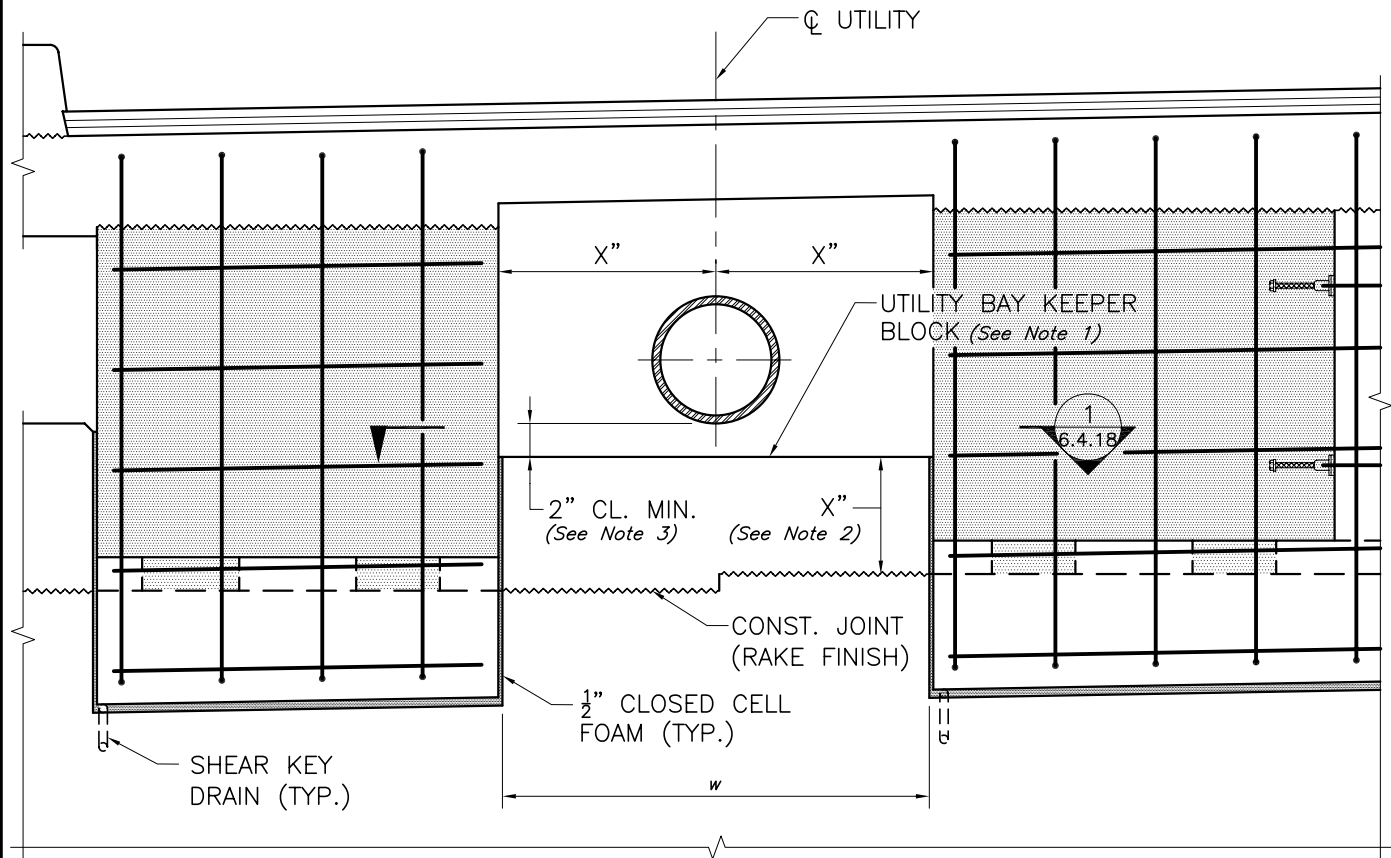 ℄ UTILITY
X” X”
UTILITY BAY KEEPER
BLOCK (See Note 1)
1
6.4.18
2” CL. MIN.
(See Note 3)
X”
(See Note 2)
CONST. JOINT
(RAKE FINISH)
½” CLOSED CELL
FOAM (TYP.)
SHEAR KEY
DRAIN (TYP.)
w